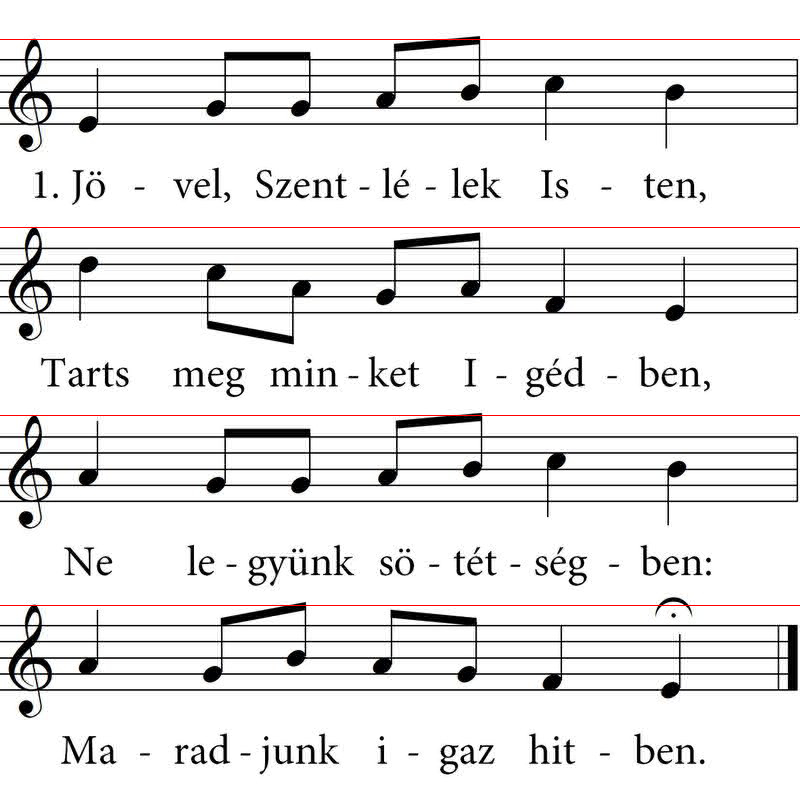 1. Jö - vel, Szent - lé - lek Is - ten,
Tarts meg min - ket I - géd - ben,
Ne le - gyünk sö - tét - ség - ben:
Ma - rad - junk i - gaz hit - ben.